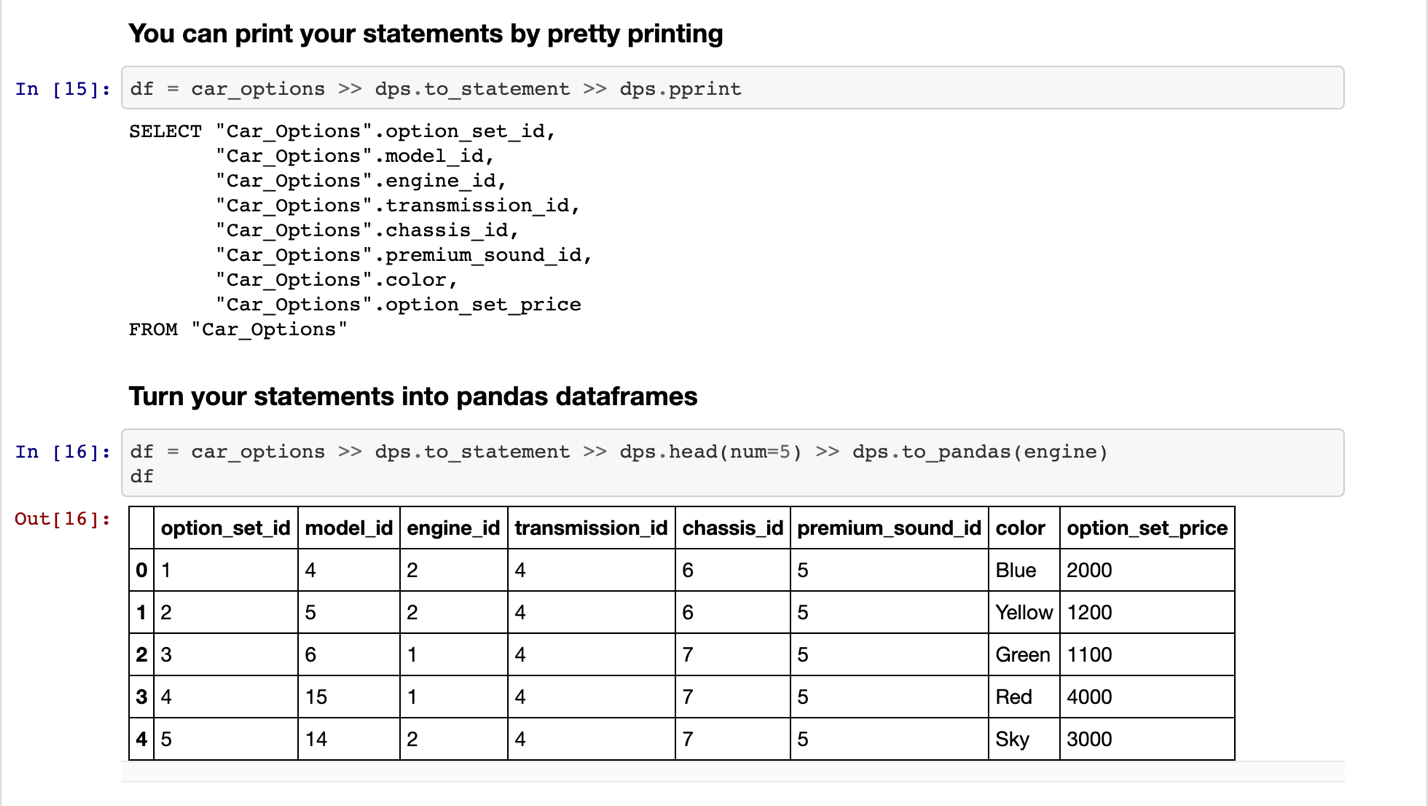 You can print your statements by pretty printing
In [15]: df = car_options >> dps.to_statement >> dps.pprint
SELECT "Car_Options".option_set_id,
"Car_Options".model_id,
"Car_Options".engine_id,
"Car_Options".transmission_id,
"Car_Options".chassis_id,
"Car_Options".premium_sound_id,
"Car_Options".color,
"Car_Options".option_set_price
FROM "Car_Options"
Turn your statements into pandas dataframes
In [16]: df = car_options >> dps.to_statement >> dps.head(num=5) >> dps.to_pandas(engine)
df
Out[16]:
option_set_id model_id engine_id transmission_id chassis_id premium_sound_id color option_set_price
0 1 4 2 4 6 5 Blue 2000
1 2 5 2 4 6 5 Yellow 1200
2 3 6 1 4 7 5 Green 1100
3 4 15 1 4 7 5 Red 4000
4 5 14 2 4 7 5 Sky 3000